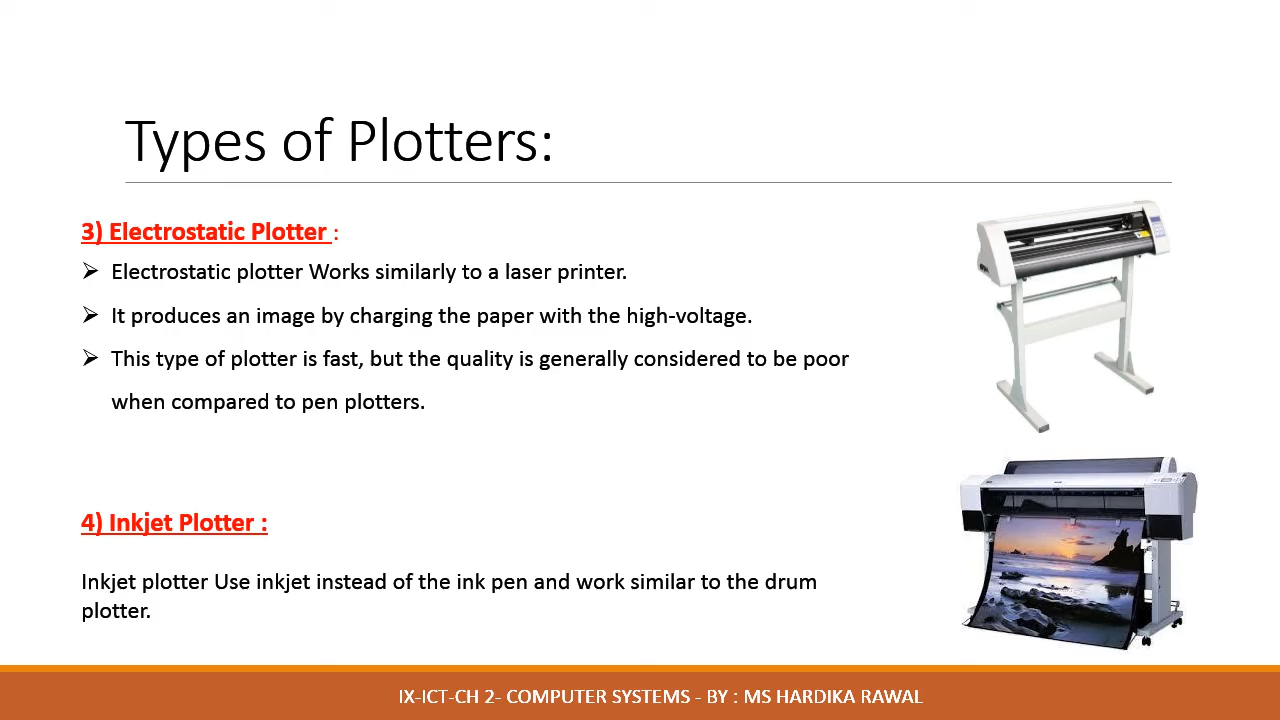 Types of Plotters:
3) Electrostatic Plotter :
➢ Electrostatic plotter Works similarly to a laser printer.
➢ It produces an image by charging the paper with the high-voltage.
➢ This type of plotter is fast, but the quality is generally considered to be poor
when compared to pen plotters.
4) Inkjet Plotter :
Inkjet plotter Use inkjet instead of the ink pen and work similar to the drum
plotter.
IX-ICT-CH 2- COMPUTER SYSTEMS - BY : MS HARDIKA RAWAL